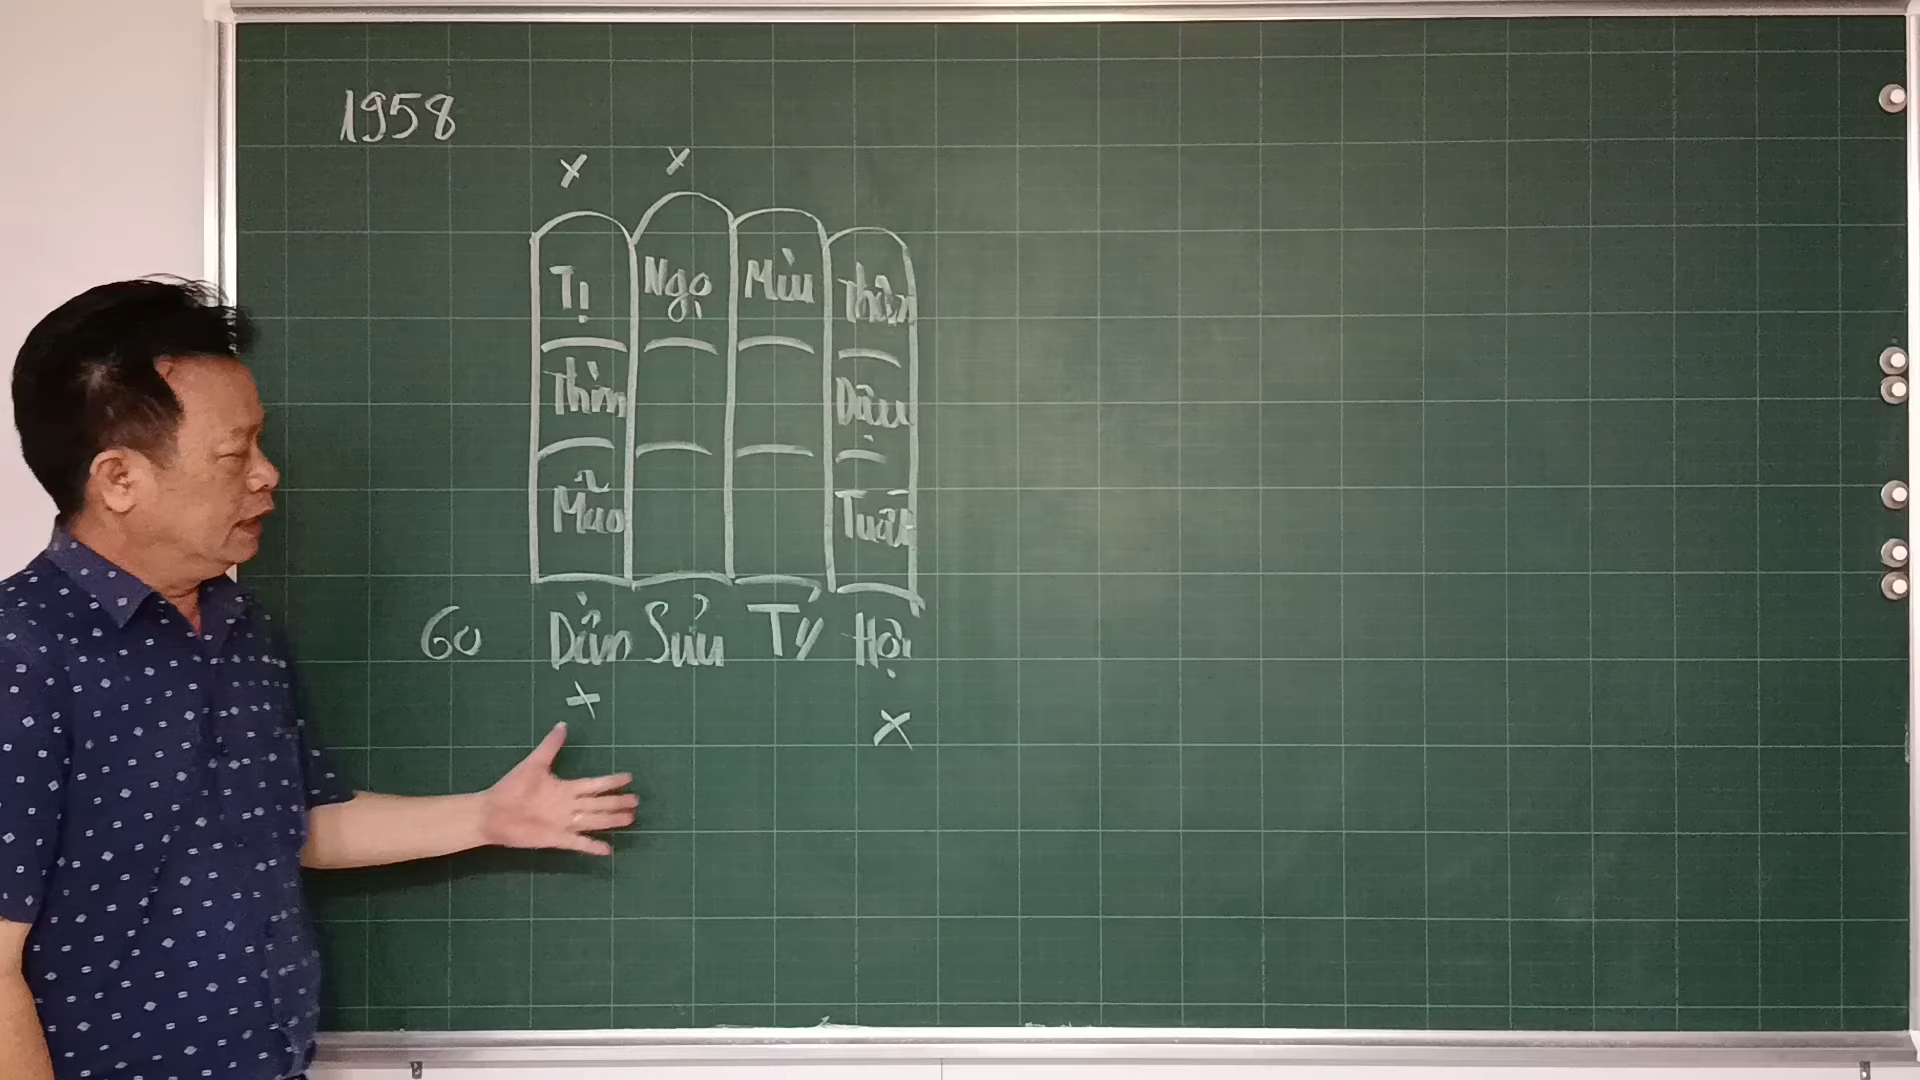 1958
x x
Tị Ngọ Mùi Thân
Thìn Dậu
Mão Tuất
60 Dần Sửu Tý Hợi
x x